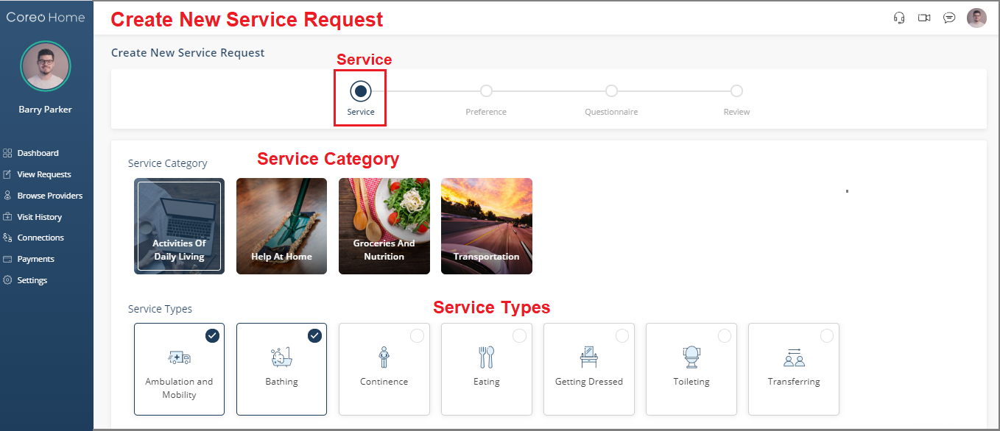 Coreo Home
Create New Service Request
Barry Parker
Dashboard
View Requests
Browse Providers
Visit History
Connections
Payments
Settings
Create New Service Request
Service
Service
Preference
Questionnaire
Review
Service Category
Service Category
Activities Of
Daily Living
Help At Home
Groceries And
Nutrition
Transportation
Service Types
Service Types
Ambulation and
Mobility
Bathing
Continence
Eating
Getting Dressed
Toileting
Transferring